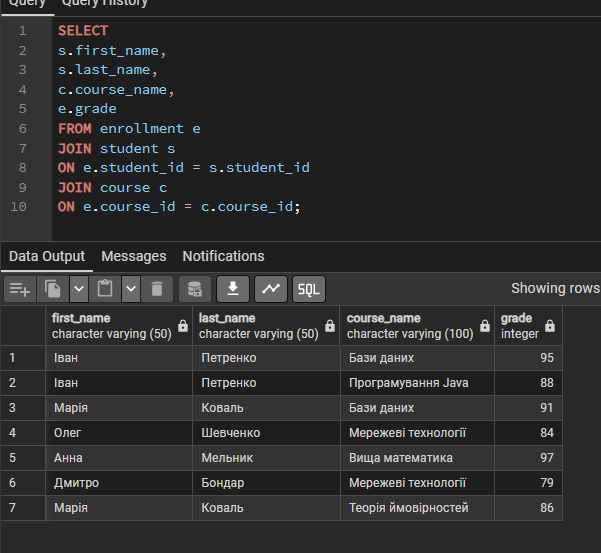 Query Query History
1 SELECT
2 s.first_name,
3 s.last_name,
4 c.course_name,
5 e.grade
6 FROM enrollment e
7 JOIN student s
8 ON e.student_id = s.student_id
9 JOIN course c
10 ON e.course_id = c.course_id;
Data Output Messages Notifications
SQL Showing rows
first_name last_name course_name grade
character varying (50) character varying (50) character varying (100) integer
1 Іван Петренко Бази даних 95
2 Іван Петренко Програмування Java 88
3 Марія Коваль Бази даних 91
4 Олег Шевченко Мережеві технології 84
5 Анна Мельник Вища математика 97
6 Дмитро Бондар Мережеві технології 79
7 Марія Коваль Теорія ймовірностей 86